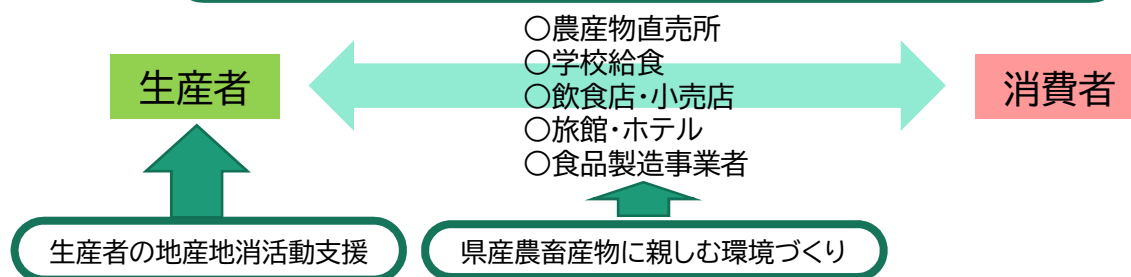 ○農産物直売所
○学校給食
○飲食店・小売店
○旅館・ホテル
○食品製造事業者
生産者
消費者
生産者の地産地消活動支援
県産農畜産物に親しむ環境づくり